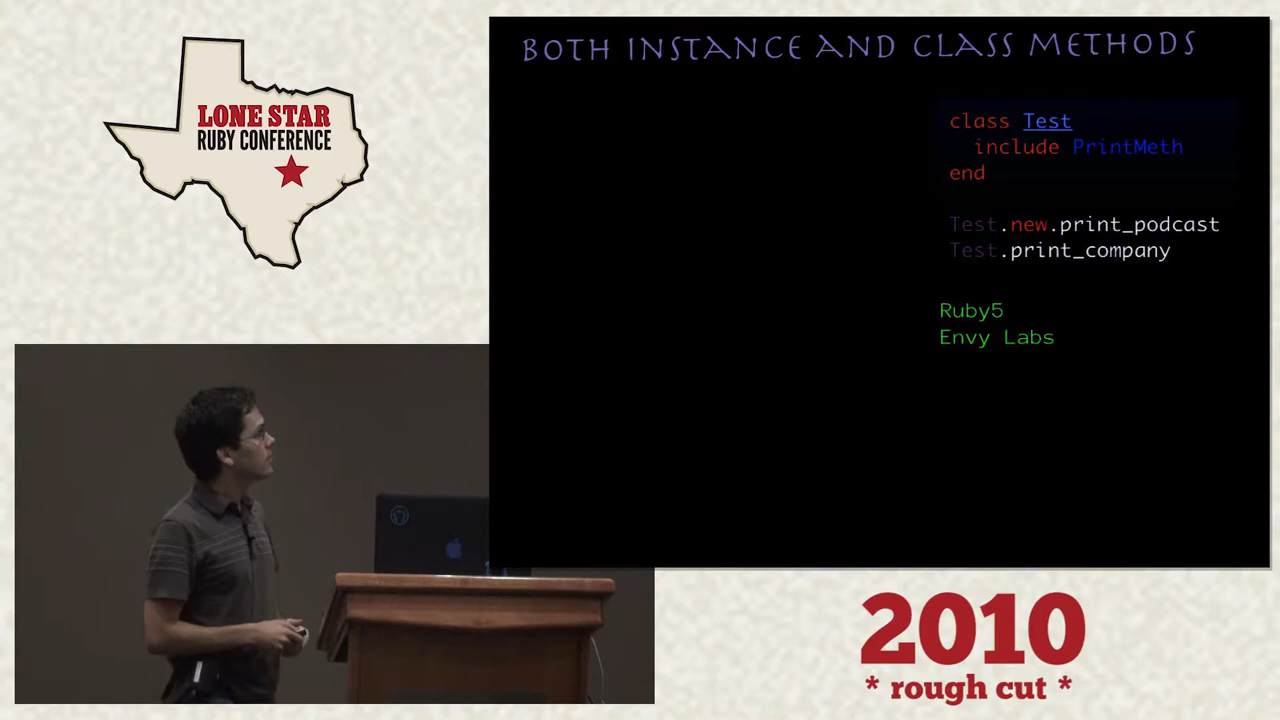 LONE STAR
RUBY CONFERENCE
BOTH INSTANCE AND CLASS METHODS
class Test
  include PrintMeth
end
Test.new.print_podcast
Test.print_company
Ruby5
Envy Labs
2010
* rough cut *